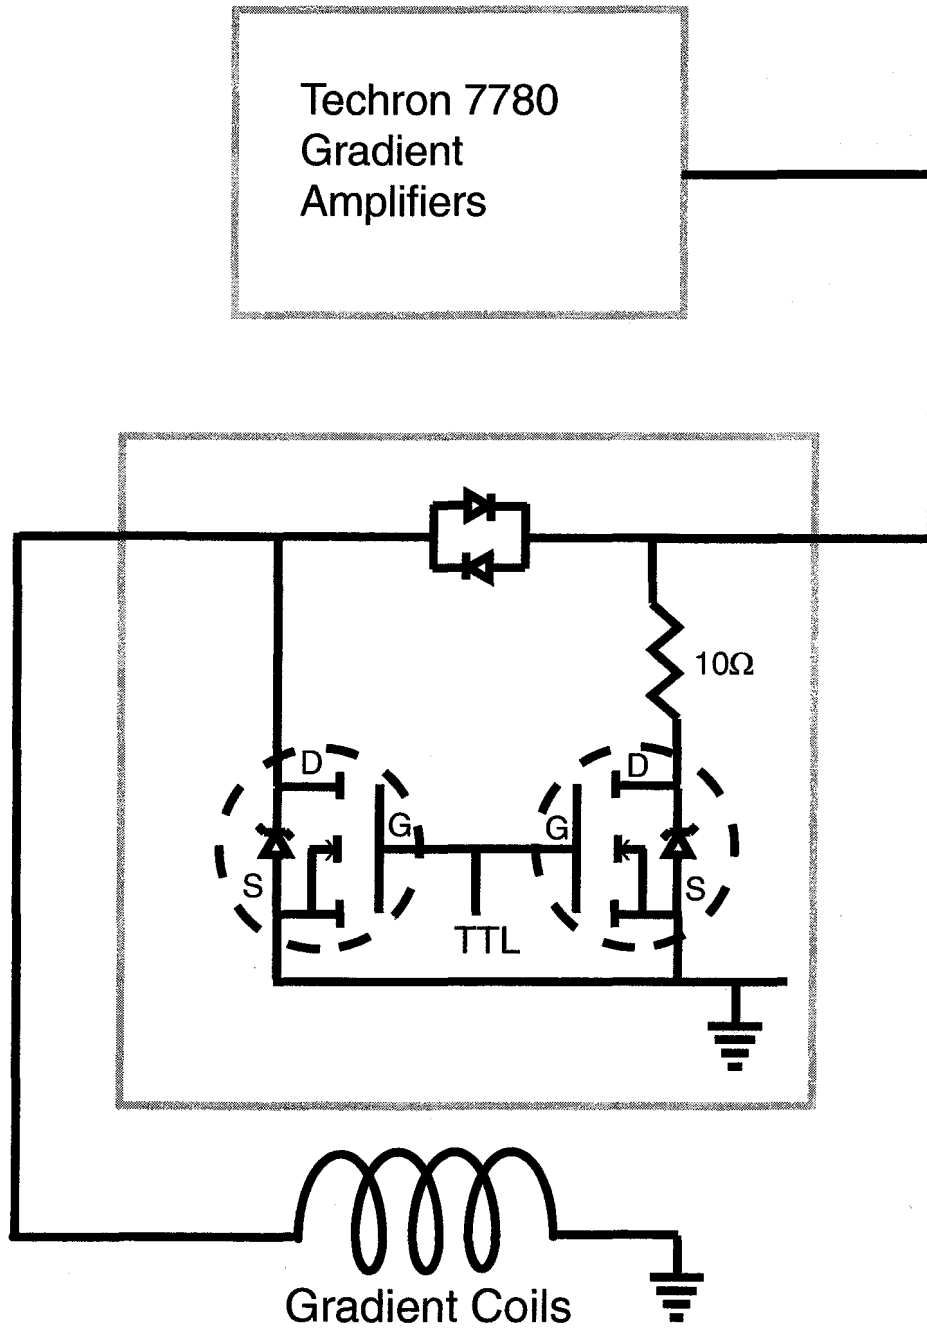 Techron 7780
Gradient
Amplifiers
10Ω
D
D
G
G
S
S
TTL
Gradient Coils